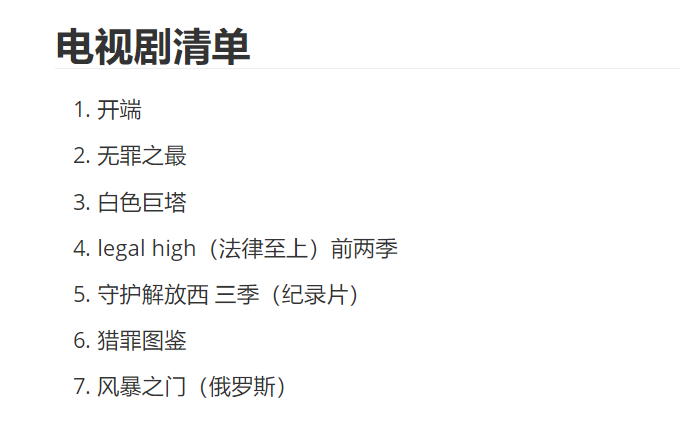 电视剧清单
1. 开端
2. 无罪之最
3. 白色巨塔
4. legal high（法律至上）前两季
5. 守护解放西 三季（纪录片）
6. 猎罪图鉴
7. 风暴之门（俄罗斯）